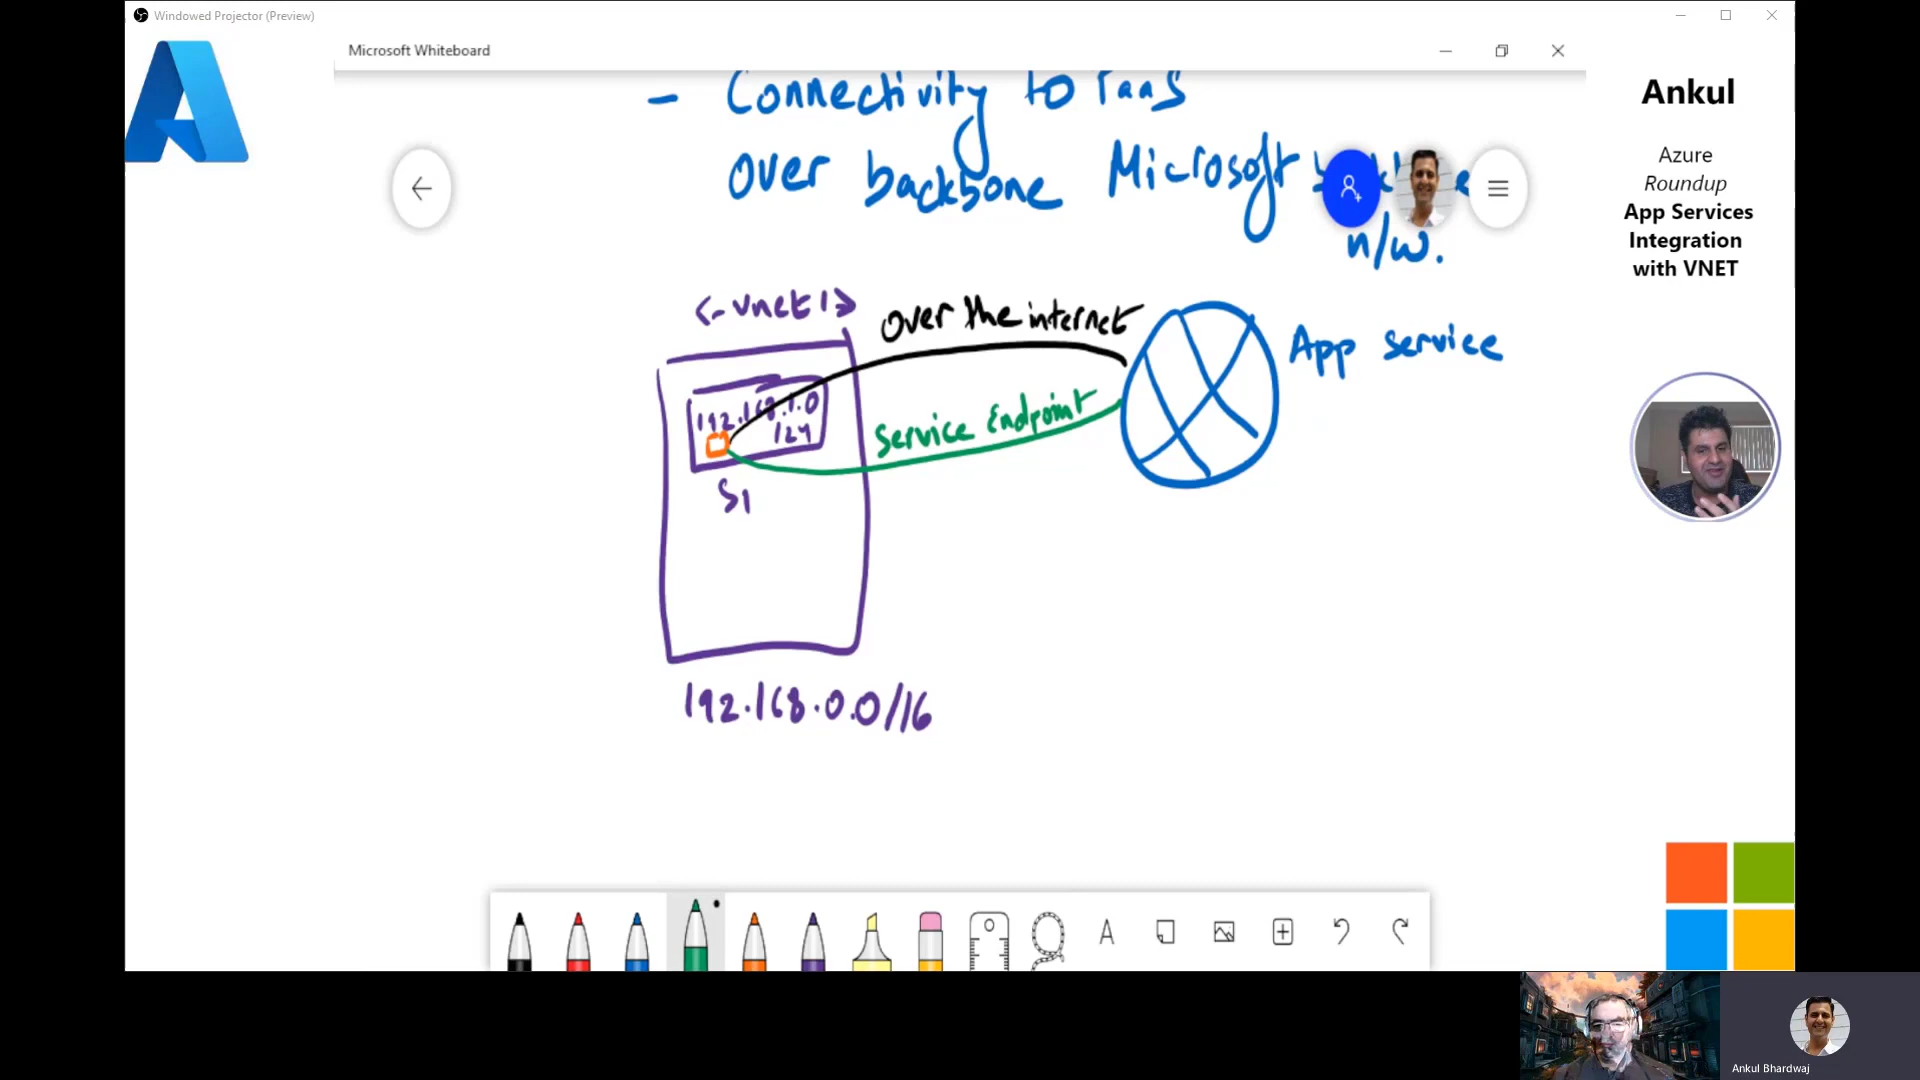 Windowed Projector (Preview)
Microsoft Whiteboard
- Connectivity to PaaS
over backbone Microsoft
n/w.
<- vnet1 ->
over the internet
App service
192.168.1.0
/24
Service Endpoint
S1
192.168.0.0/16
Ankul
Azure
Roundup
App Services
Integration
with VNET
A
Ankul Bhardwaj